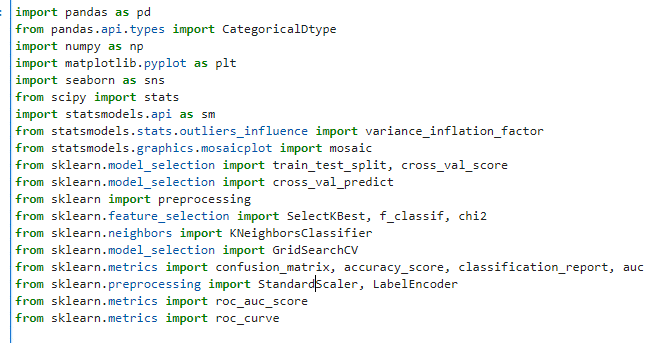 import pandas as pd
from pandas.api.types import CategoricalDtype
import numpy as np
import matplotlib.pyplot as plt
import seaborn as sns
from scipy import stats
import statsmodels.api as sm
from statsmodels.stats.outliers_influence import variance_inflation_factor
from statsmodels.graphics.mosaicplot import mosaic
from sklearn.model_selection import train_test_split, cross_val_score
from sklearn.model_selection import cross_val_predict
from sklearn import preprocessing
from sklearn.feature_selection import SelectKBest, f_classif, chi2
from sklearn.neighbors import KNeighborsClassifier
from sklearn.model_selection import GridSearchCV
from sklearn.metrics import confusion_matrix, accuracy_score, classification_report, auc
from sklearn.preprocessing import StandardScaler, LabelEncoder
from sklearn.metrics import roc_auc_score
from sklearn.metrics import roc_curve